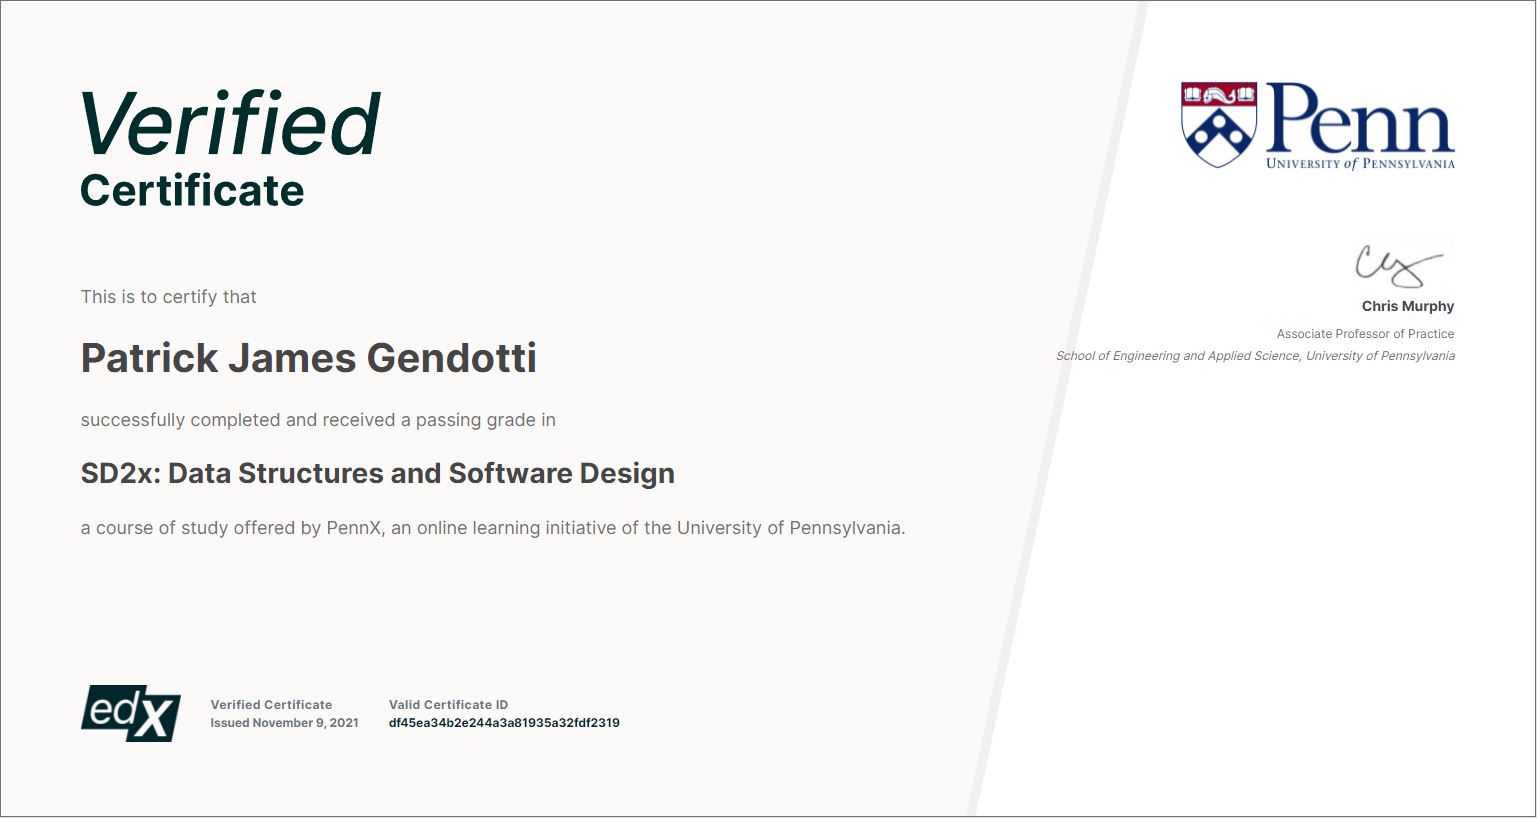 Verified
Certificate
This is to certify that
Patrick James Gendotti
successfully completed and received a passing grade in
SD2x: Data Structures and Software Design
a course of study offered by PennX, an online learning initiative of the University of Pennsylvania.
edX
Verified Certificate
Issued November 9, 2021
Valid Certificate ID
df45ea34b2e244a3a81935a32fdf2319
Penn
UNIVERSITY of PENNSYLVANIA
Chris Murphy
Associate Professor of Practice
School of Engineering and Applied Science, University of Pennsylvania